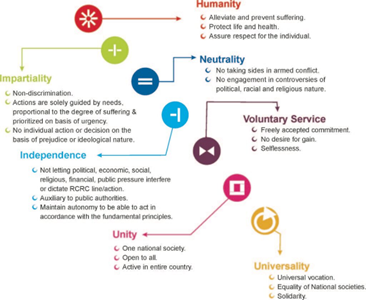 Humanity
Alleviate and prevent suffering.
Protect life and health.
Assure respect for the individual.
Neutrality
No taking sides in armed conflict.
No engagement in controversies of
political, racial and religious nature.
Impartiality
Non-discrimination.
Actions are solely guided by needs,
proportional to the degree of suffering &
prioritized on basis of urgency.
No individual action or decision on the
basis of prejudice or ideological nature.
Voluntary Service
Freely accepted commitment.
No desire for gain.
Selflessness.
Independence
Not letting political, economic, social,
religious, financial, public pressure interfere
or dictate RCRC line/action.
Auxiliary to public authorities.
Maintain autonomy to be able to act in
accordance with the fundamental principles.
Unity
One national society.
Open to all.
Active in entire country.
Universality
Universal vocation.
Equality of National societies.
Solidarity.